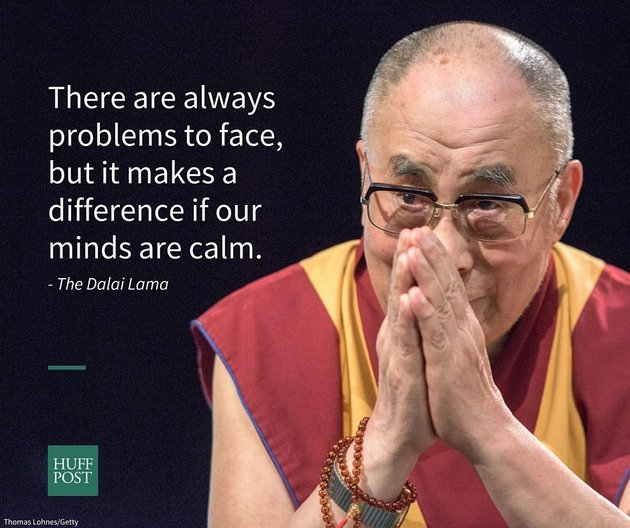 There are always
problems to face,
but it makes a
difference if our
minds are calm.
- The Dalai Lama
HUFF
POST
Thomas Lohnes/Getty